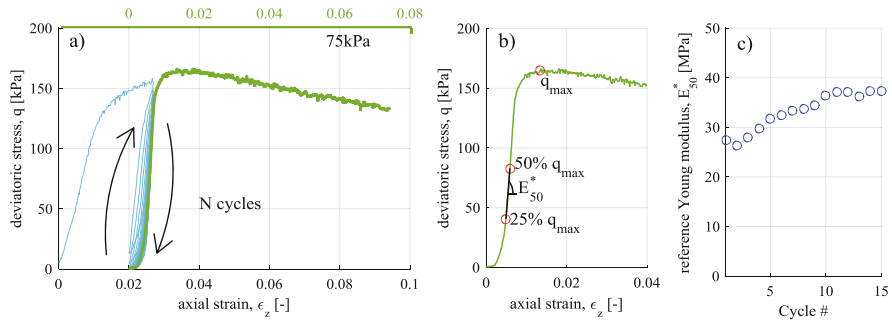 0 0.02 0.04 0.06 0.08
a) 75kPa
200
150
100
50
0
deviatoric stress, q [kPa]
N cycles
0 0.02 0.04 0.06 0.08 0.1
axial strain, ϵz [-]
b)
200
150
100
50
0
deviatoric stress, q [kPa]
qmax
50% qmax
E*50
25% qmax
0 0.02 0.04
axial strain, ϵz [-]
c)
50
40
30
20
10
0
reference Young modulus, E*50 [MPa]
5 10 15
Cycle #